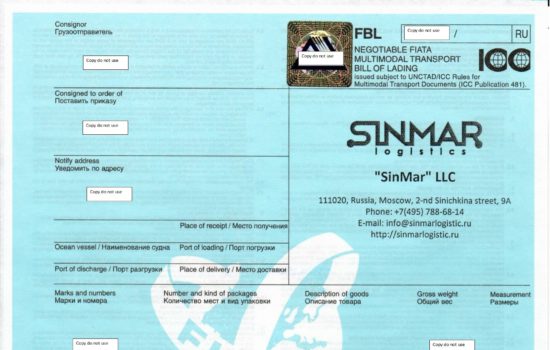 Consignor
Грузоотправитель
Copy do not use
FBL
Copy do not use
/
RU
NEGOTIABLE FIATA
MULTIMODAL TRANSPORT
BILL OF LADING
issued subject to UNCTAD/ICC Rules for
Multimodal Transport Documents (ICC Publication 481).
ICC
Copy do not use
Consigned to order of
Поставить приказу
Copy do not use
SINMAR
logistics
"SinMar" LLC
111020, Russia, Moscow, 2-nd Sinichkina street, 9A
Phone: +7(495) 788-68-14
E-mail: info@sinmarlogistic.ru
http://sinmarlogistic.ru
Notify address
Уведомить по адресу
Copy do not use
Place of receipt / Место получения
Ocean vessel / Наименование судна
Port of loading / Порт погрузки
Port of discharge / Порт разгрузки
Place of delivery / Место доставки
Marks and numbers
Марки и номера
Number and kind of packages
Количество мест и вид упаковки
Description of goods
Описание товара
Gross weight
Общий вес
Measurement
Размеры
Copy do not use
Copy do not use